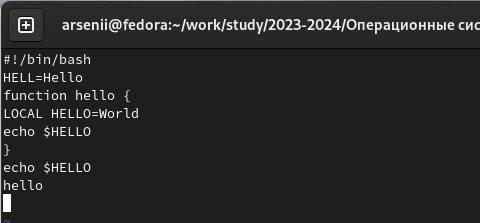 arsenii@fedora:~/work/study/2023-2024/Операционные сис
#!/bin/bash
HELL=Hello
function hello {
LOCAL HELLO=World
echo $HELLO
}
echo $HELLO
hello
~